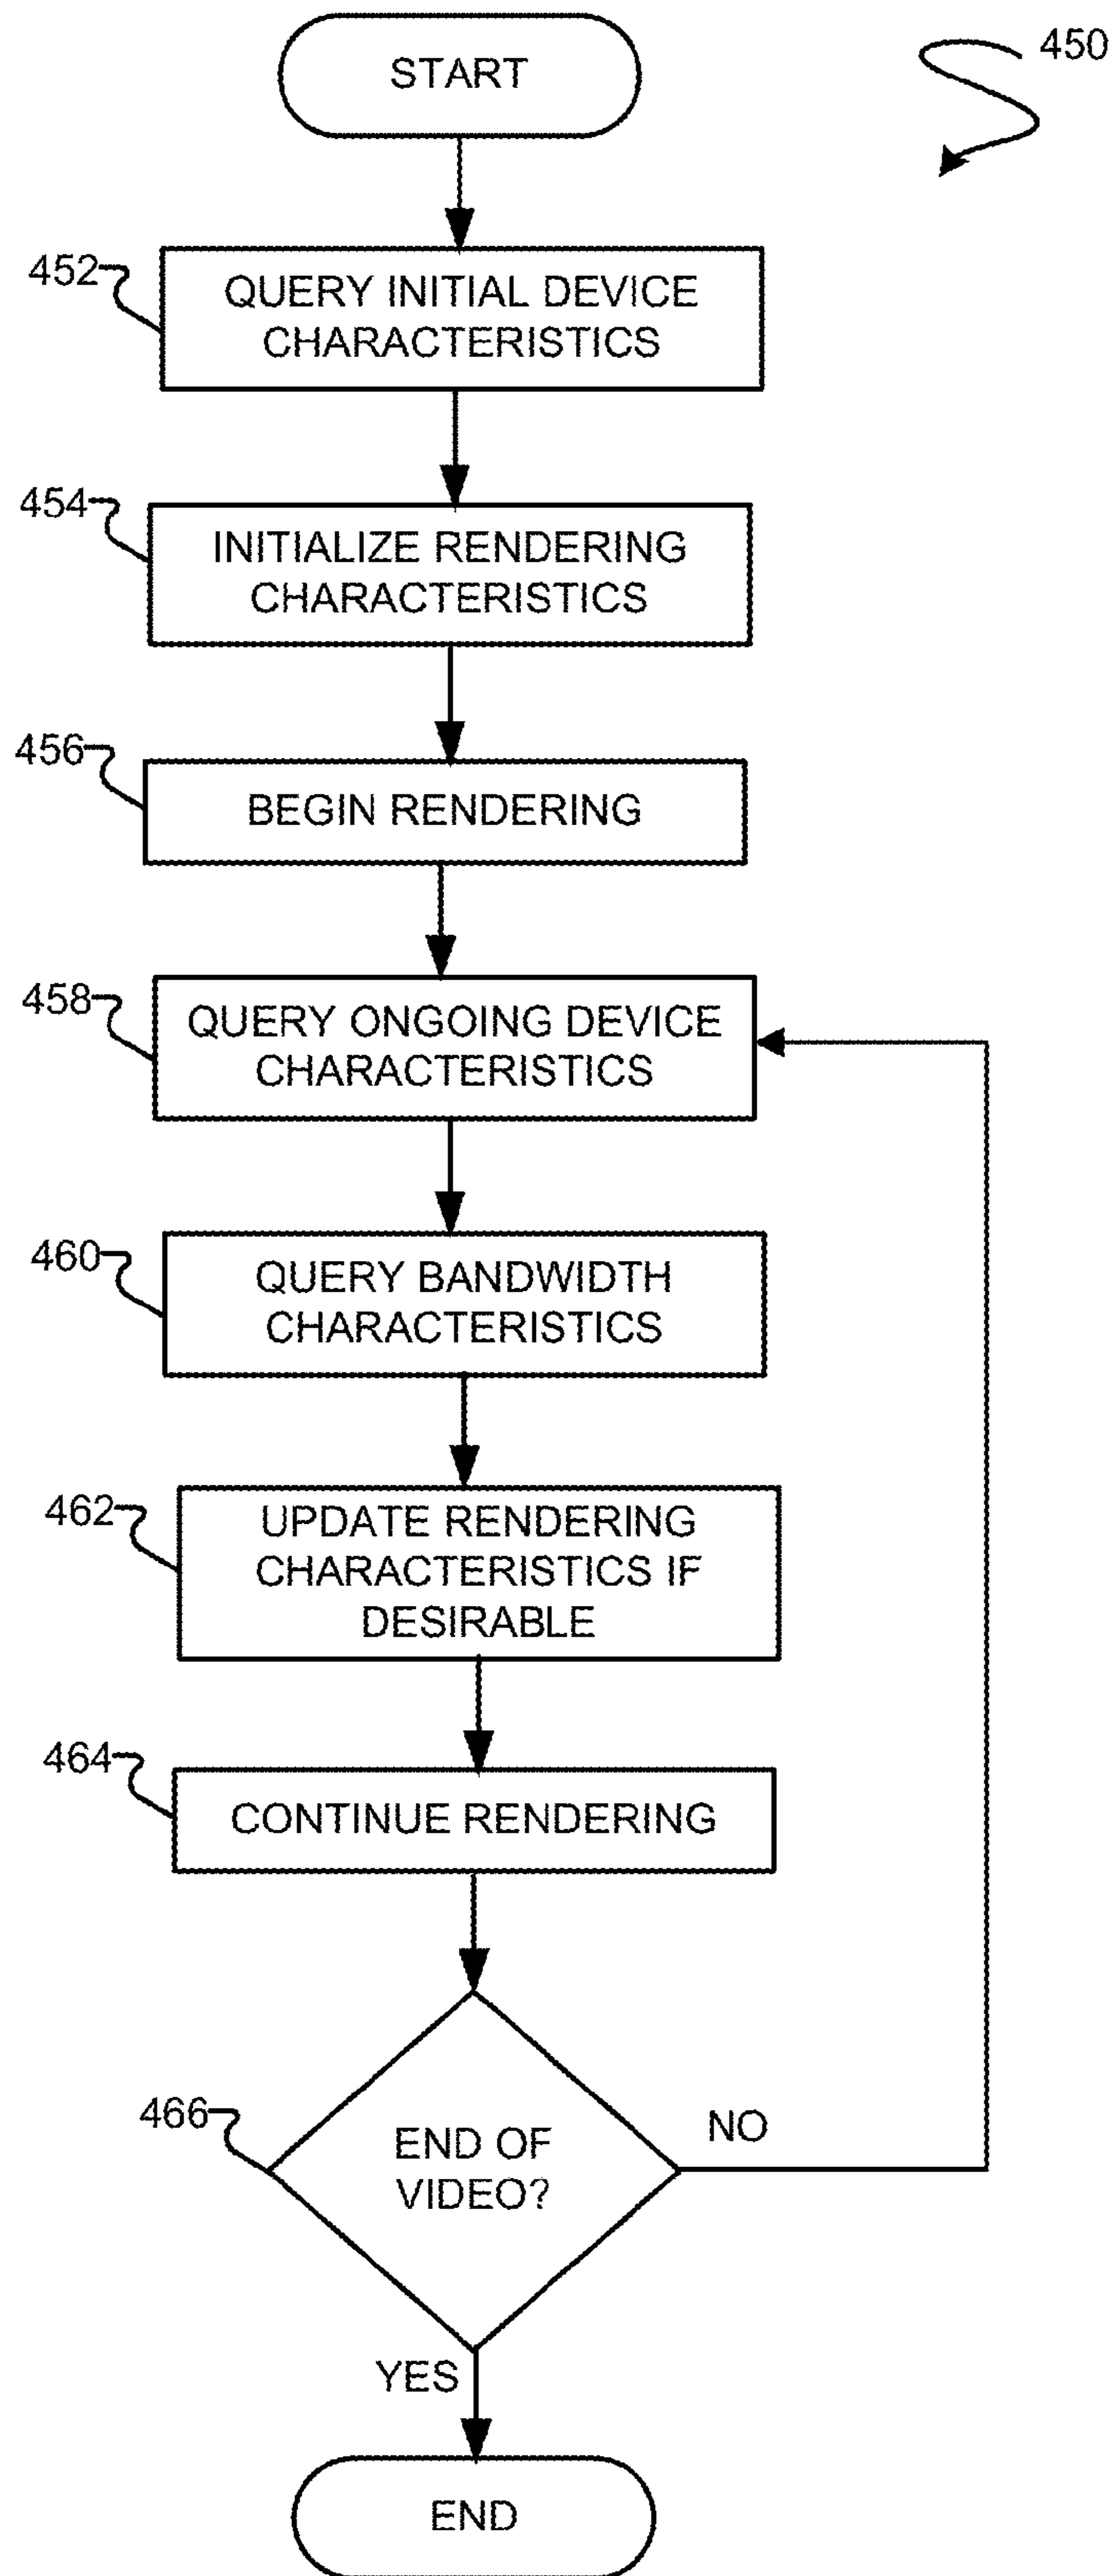 START
450
452
QUERY INITIAL DEVICE
CHARACTERISTICS
454
INITIALIZE RENDERING
CHARACTERISTICS
456
BEGIN RENDERING
458
QUERY ONGOING DEVICE
CHARACTERISTICS
460
QUERY BANDWIDTH
CHARACTERISTICS
462
UPDATE RENDERING
CHARACTERISTICS IF
DESIRABLE
464
CONTINUE RENDERING
466
END OF
VIDEO?
NO
YES
END